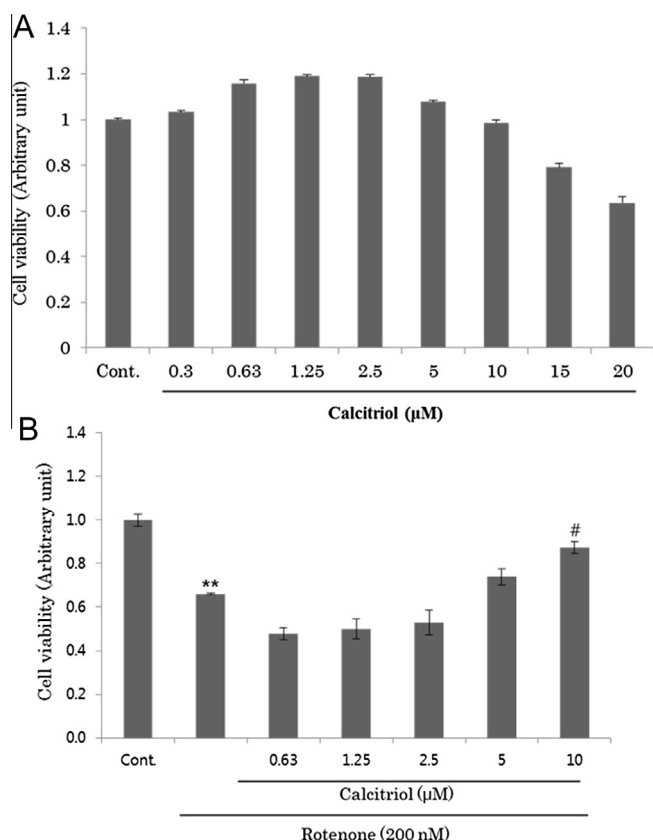 A
Cell viability (Arbitrary unit)
1.4
1.2
1
0.8
0.6
0.4
0.2
0
Cont. 0.3 0.63 1.25 2.5 5 10 15 20
Calcitriol (μM)
B
Cell viability (Arbitrary unit)
1.4
1.2
1.0
0.8
0.6
0.4
0.2
0.0
**
#
Cont. 0.63 1.25 2.5 5 10
Calcitriol (μM)
Rotenone (200 nM)